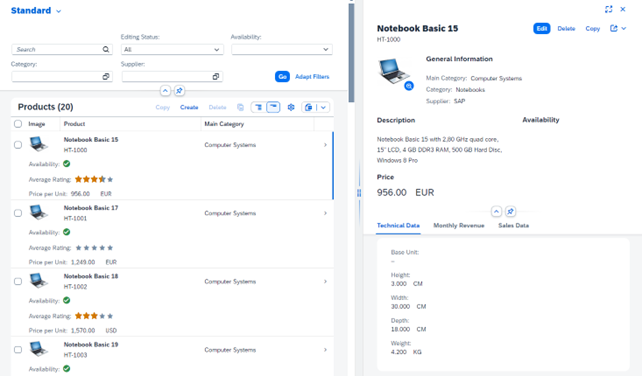 Standard
Editing Status:
Availability:
Search
All
Category:
Supplier:
Go
Adapt Filters
Products (20)
Copy
Create
Delete
Image
Product
Main Category
Notebook Basic 15
HT-1000
Computer Systems
Availability:
Average Rating:
Price per Unit: 956.00 EUR
Notebook Basic 17
HT-1001
Computer Systems
Availability:
Average Rating:
Price per Unit: 1,249.00 EUR
Notebook Basic 18
HT-1002
Computer Systems
Availability:
Average Rating:
Price per Unit: 1,570.00 USD
Notebook Basic 19
HT-1003
Computer Systems
Availability:
Notebook Basic 15
HT-1000
Edit
Delete
Copy
General Information
Main Category: Computer Systems
Category: Notebooks
Supplier: SAP
Description
Availability
Notebook Basic 15 with 2,80 GHz quad core,
15" LCD, 4 GB DDR3 RAM, 500 GB Hard Disc,
Windows 8 Pro
Price
956.00 EUR
Technical Data
Monthly Revenue
Sales Data
Base Unit:
–
Height:
3.000 CM
Width:
30.000 CM
Depth:
18.000 CM
Weight:
4.200 KG